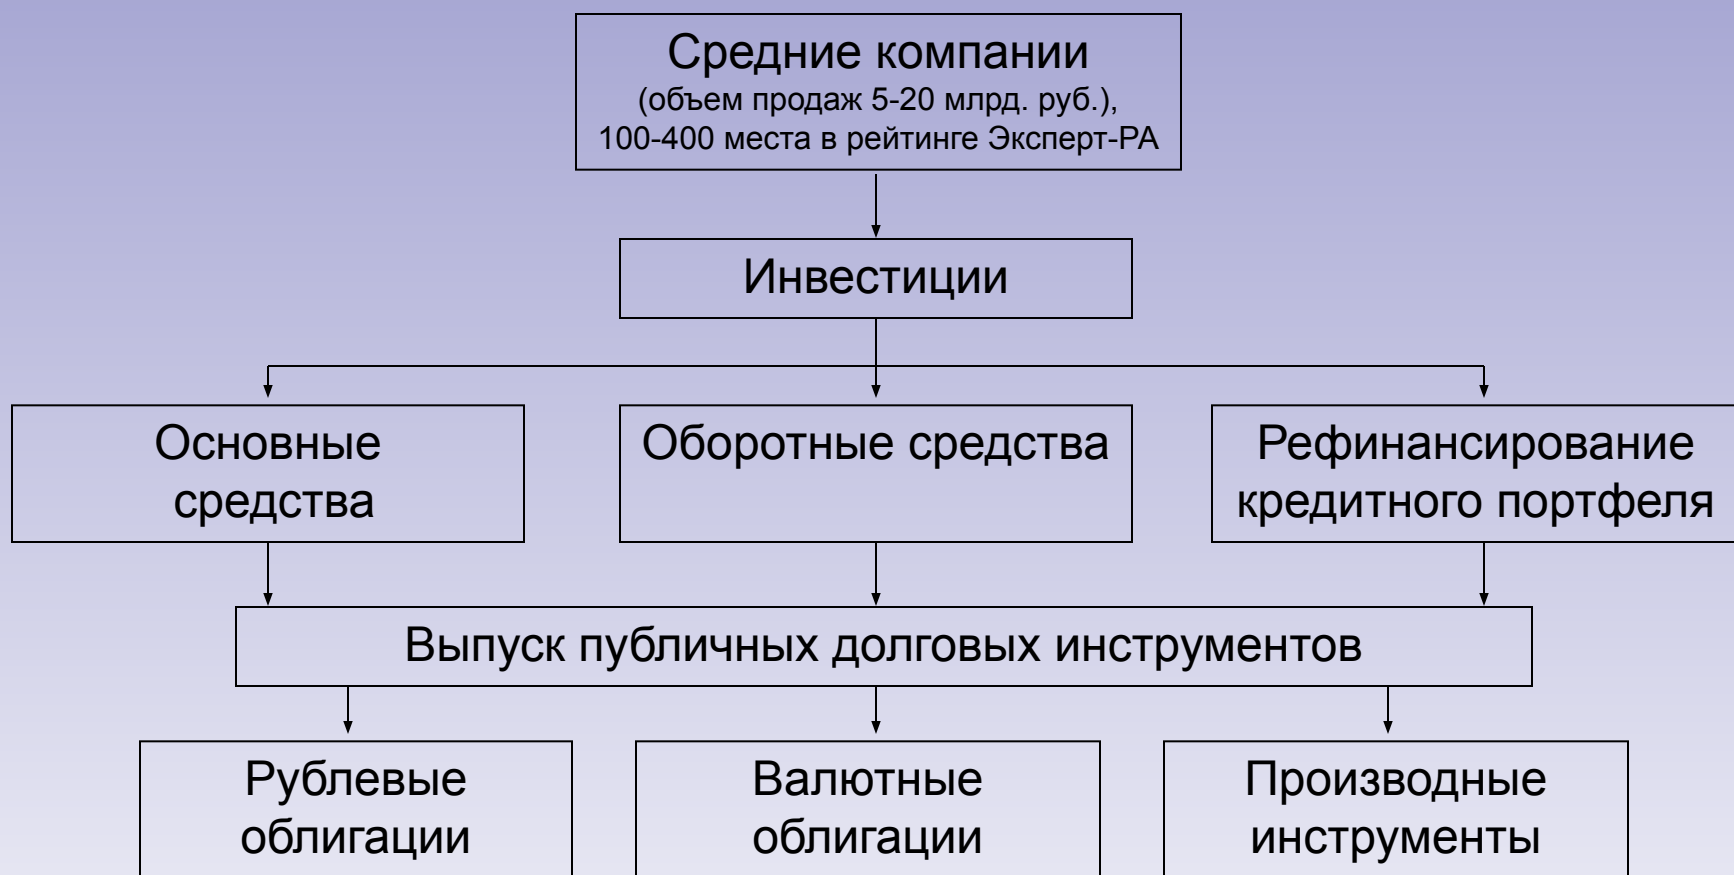 Средние компании
(объем продаж 5-20 млрд. руб.),
100-400 места в рейтинге Эксперт-РА
Инвестиции
Основные
средства
Оборотные средства
Рефинансирование
кредитного портфеля
Выпуск публичных долговых инструментов
Рублевые
облигации
Валютные
облигации
Производные
инструменты